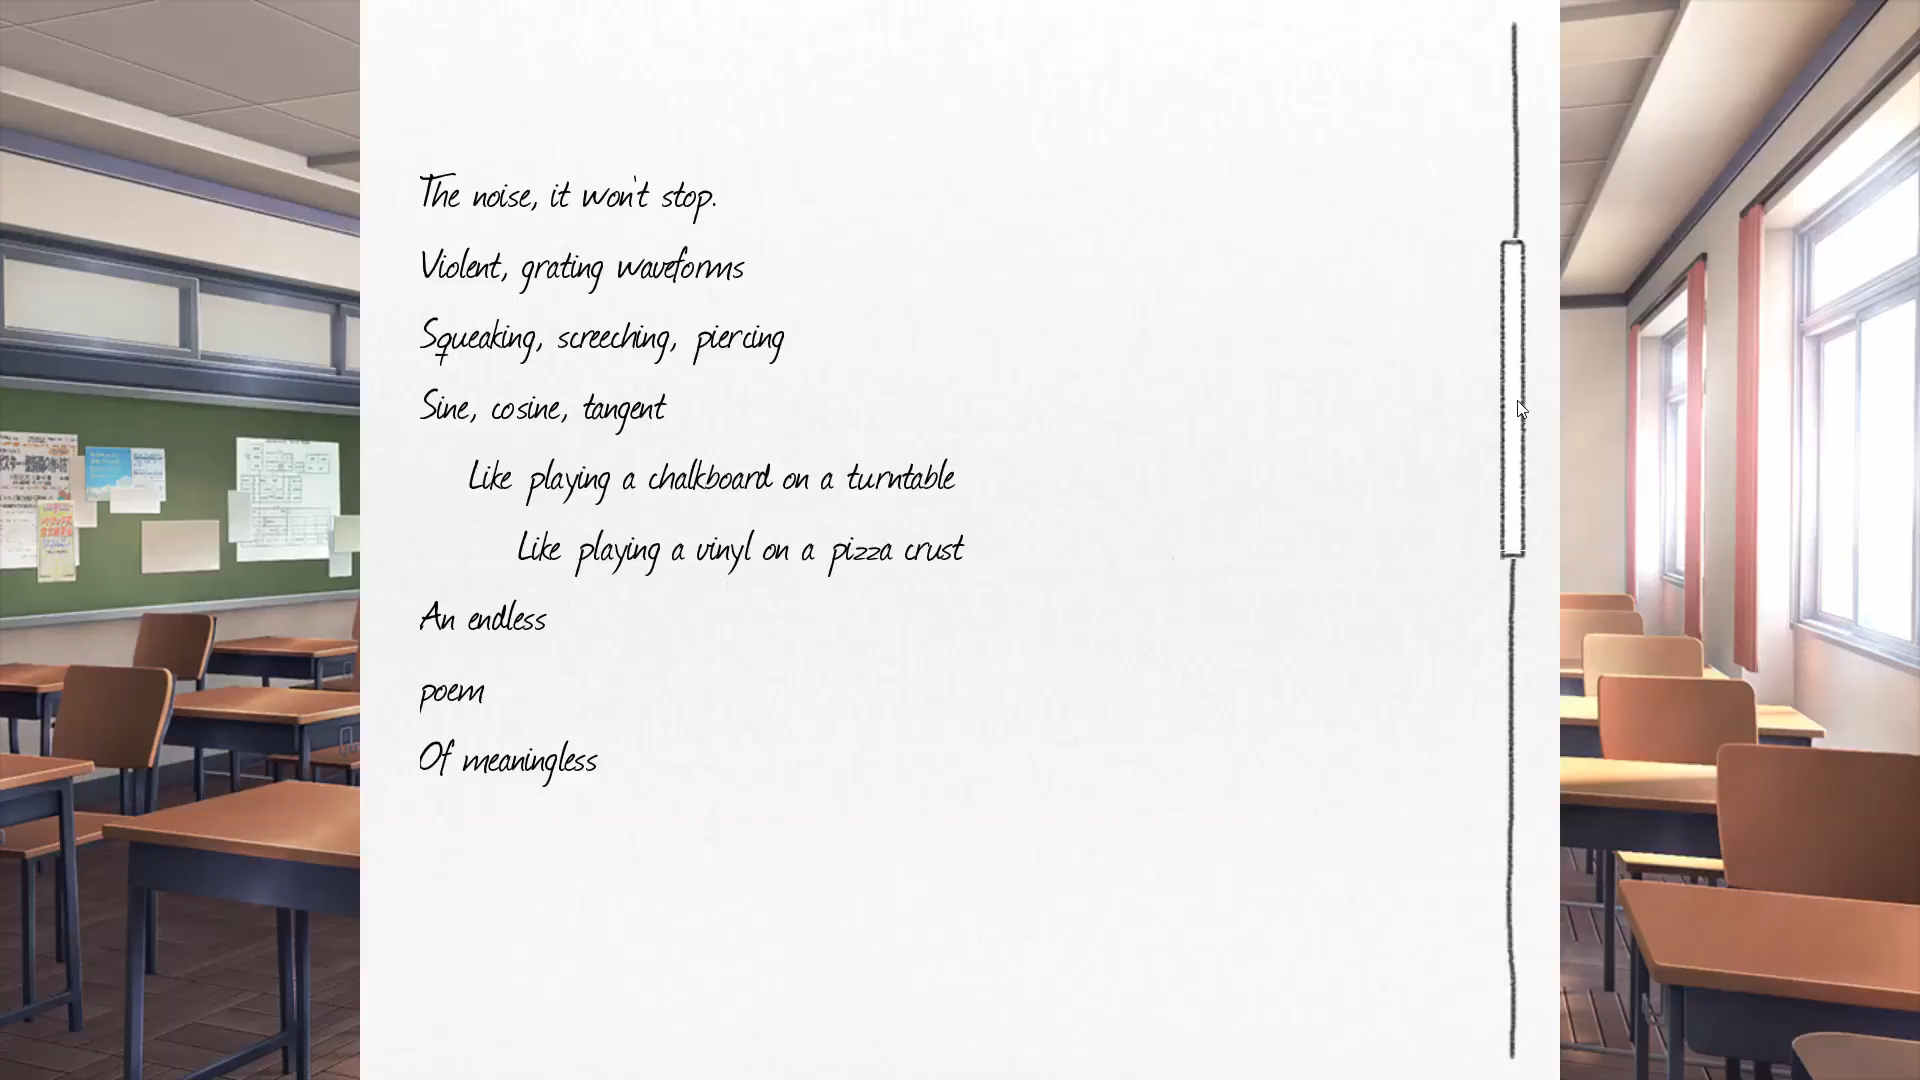 The noise, it won't stop.
Violent, grating waveforms
Squeaking, screeching, piercing
Sine, cosine, tangent
Like playing a chalkboard on a turntable
Like playing a vinyl on a pizza crust
An endless
poem
Of meaningless